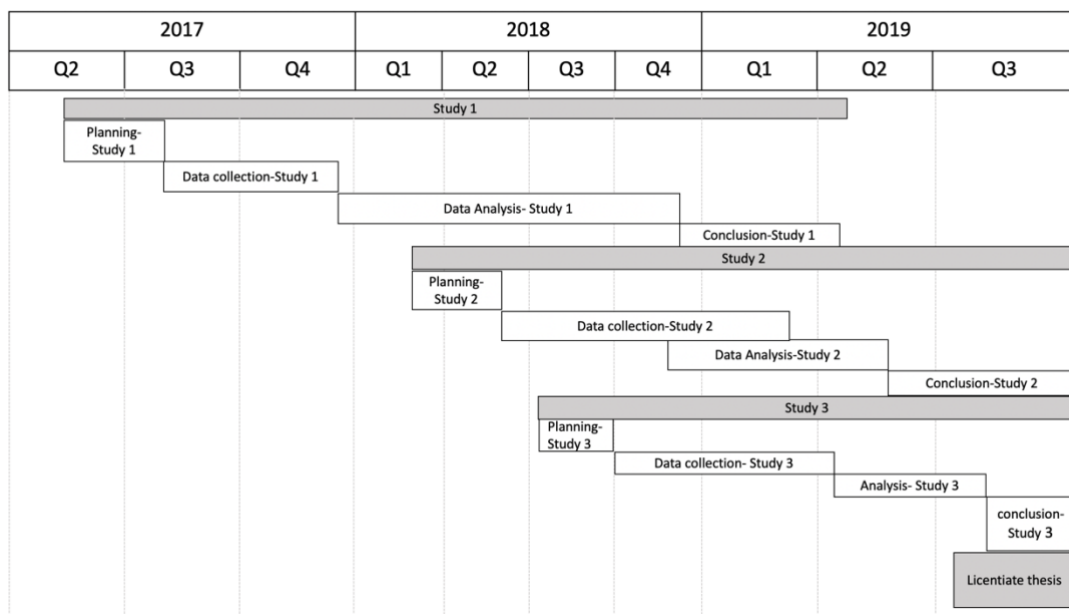 2017 2018 2019
Q2 Q3 Q4 Q1 Q2 Q3 Q4 Q1 Q2 Q3
Study 1
Planning-
Study 1
Data collection-Study 1
Data Analysis- Study 1
Conclusion-Study 1
Study 2
Planning-
Study 2
Data collection-Study 2
Data Analysis-Study 2
Conclusion-Study 2
Study 3
Planning-
Study 3
Data collection- Study 3
Analysis- Study 3
conclusion-
Study 3
Licentiate thesis